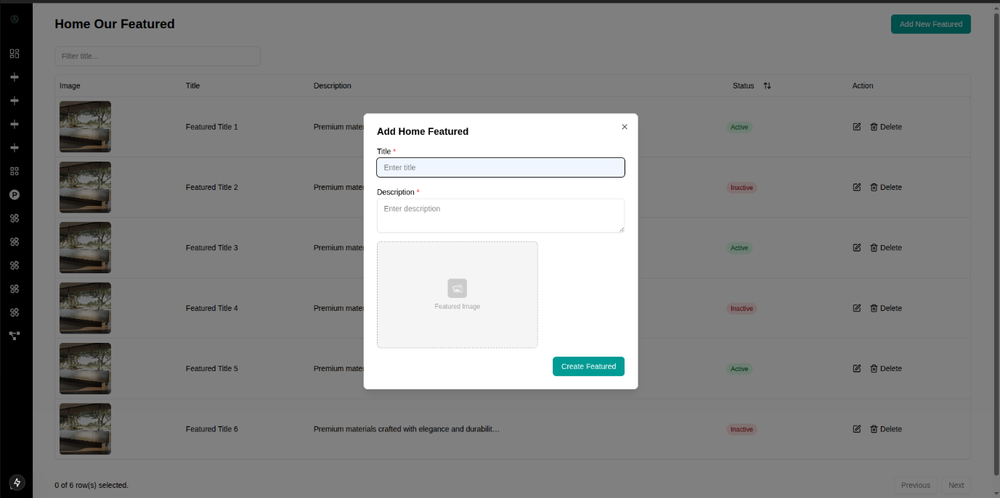 Home Our Featured
Add New Featured
Filter title...
Image Title Description Status Action
Featured Title 1 Premium mater Active Delete
Featured Title 2 Premium mater Inactive Delete
Featured Title 3 Premium mater Active Delete
Featured Title 4 Premium mater Inactive Delete
Featured Title 5 Premium mater Active Delete
Featured Title 6 Premium materials crafted with elegance and durabilit... Inactive Delete
0 of 6 row(s) selected.
Previous Next
P
Add Home Featured
Title *
Enter title
Description *
Enter description
Featured Image
Create Featured